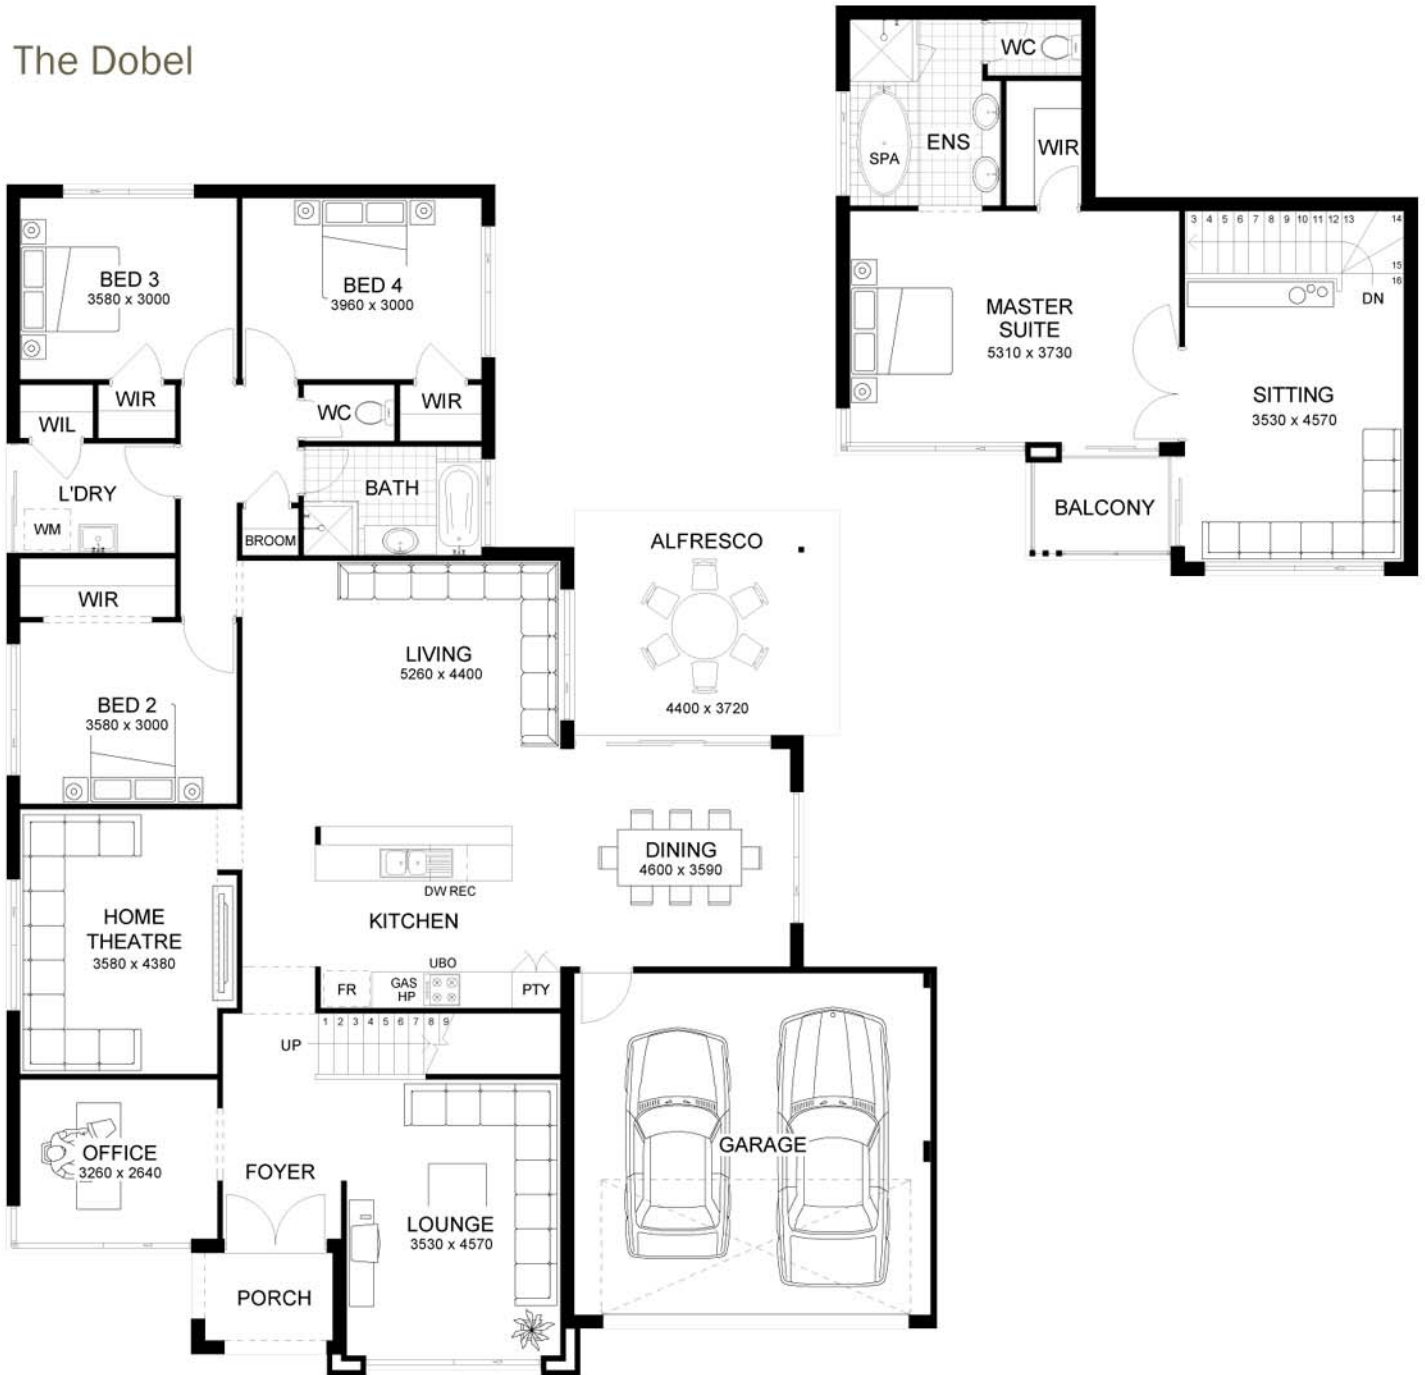 The Dobel
WC
ENS
WIR
SPA
3 4 5 6 7 8 9 10 11 12 13 14
15
16
DN
MASTER
SUITE
5310 x 3730
SITTING
3530 x 4570
BALCONY
BED 3
3580 x 3000
BED 4
3960 x 3000
WIR
WC
WIR
WIL
L'DRY
WM
BATH
BROOM
ALFRESCO
4400 x 3720
WIR
LIVING
5260 x 4400
BED 2
3580 x 3000
DINING
4600 x 3590
DW REC
KITCHEN
UBO
FR
GAS
HP
PTY
HOME
THEATRE
3580 x 4380
1 2 3 4 5 6 7 8 9
UP
OFFICE
3260 x 2640
FOYER
LOUNGE
3530 x 4570
GARAGE
PORCH